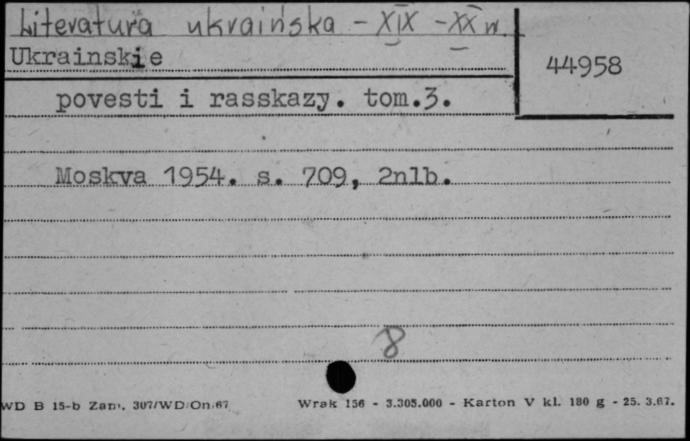 Literatura ukraińska - XIX - XX w.
Ukrainskie
44958
povesti i rasskazy. tom.3.
Moskva 1954. s. 709, 2nlb.
8
WD B 15-b Zam. 307/WD/On/67 Wrak 156 - 3.305.000 - Karton V kl. 180 g - 25. 3.67.